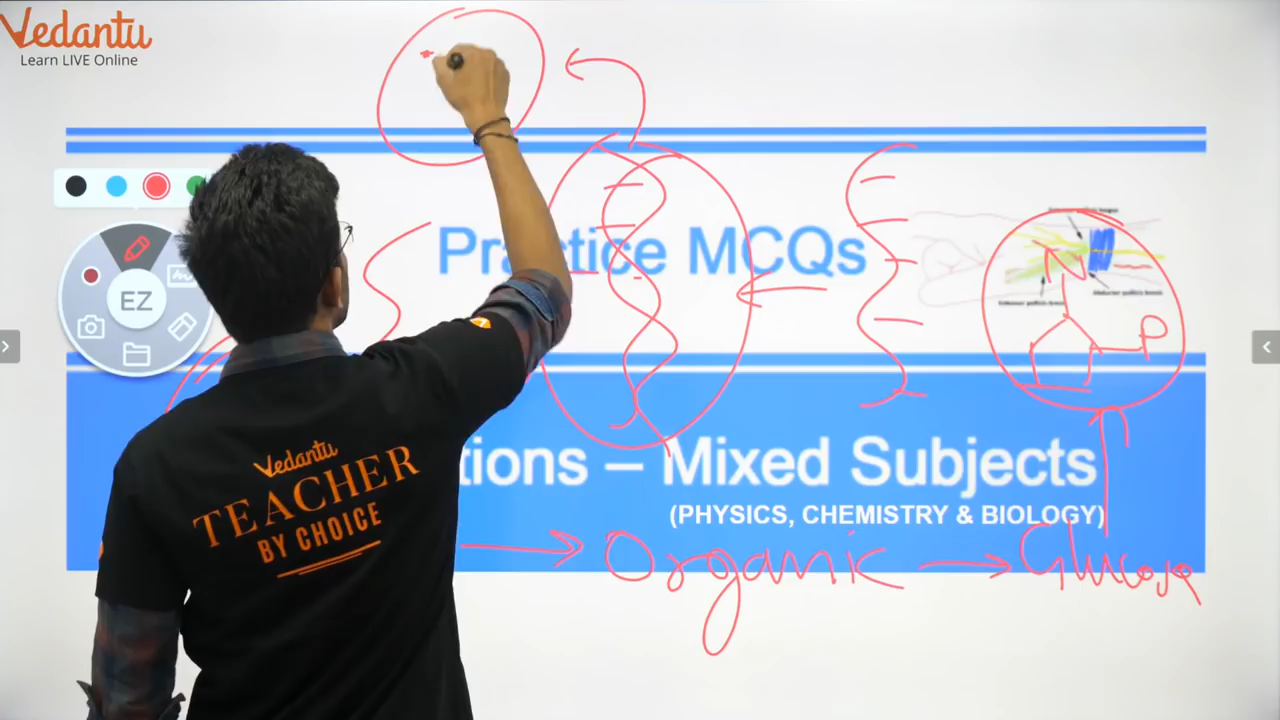 Vedantu
Learn LIVE Online
EZ
Practice MCQs
P
tions – Mixed Subjects
(PHYSICS, CHEMISTRY & BIOLOGY)
Organic
Glucose
Vedantu
TEACHER
BY CHOICE